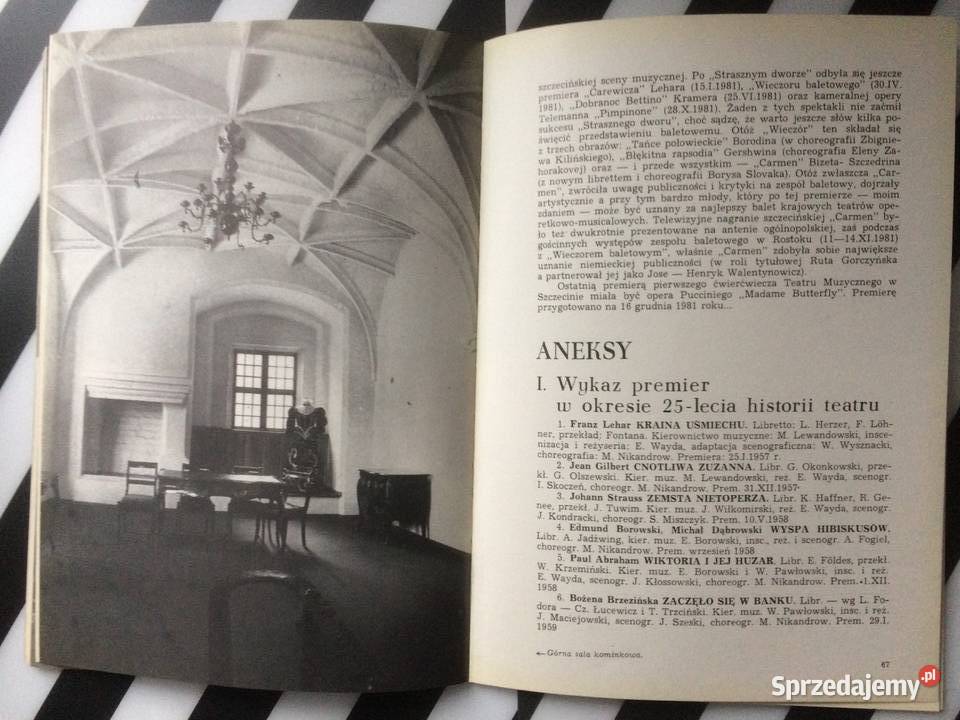 szczecińskiej sceny muzycznej. Po „Strasznym dworze" odbyła się jeszcze
premiera „Carewicza" Lehara (15.I.1981), „Wieczoru baletowego" (30.IV.
1981), „Dobranoc Bettino" Kramera (25.VI.1981) oraz kameralnej opery
Telemanna „Pimpinone" (28.X.1981). Żaden z tych spektakli nie zaćmił
sukcesu „Strasznego dworu", choć sądzę, że warto jeszcze słów kilka po-
święcić przedstawieniu baletowemu. Otóż „Wieczór" ten składał się
z trzech obrazów: „Tańce połowieckie" Borodina (w choreografii Zbignie-
wa Kilińskiego), „Błękitna rapsodia" Gershwina (choreografia Eleny Za-
horakovej) oraz — i przede wszystkim — „Carmen" Bizeta- Szczedrina
(z nowym librettem i choreografii Borysa Slovaka). Otóż zwłaszcza „Car-
men", zwróciła uwagę publiczności i krytyki na zespół baletowy, dojrzały
artystycznie a przy tym bardzo młody, który po tej premierze — moim
zdaniem — może być uznany za najlepszy balet krajowych teatrów ope-
retkowo-musicalowych. Telewizyjne nagranie szczecińskiej „Carmen" by-
ło też dwukrotnie prezentowane na antenie ogólnopolskiej, zaś podczas
gościnnych występów zespołu baletowego w Rostoku (11—14.XI.1981)
z „Wieczorem baletowym", właśnie „Carmen" zdobyła sobie największe
uznanie niemieckiej publiczności (w roli tytułowej Ruta Gorczyńska
a partnerował jej jako Jose — Henryk Walentynowicz).
Ostatnią premierą pierwszego ćwierćwiecza Teatru Muzycznego w
Szczecinie miała być opera Pucciniego „Madame Butterfly". Premierę
przygotowano na 16 grudnia 1981 roku...
ANEKSY
I. Wykaz premier
w okresie 25-lecia historii teatru
1. Franz Lehar KRAINA UŚMIECHU. Libretto: L. Herzer, F. Löh-
ner, przekład; Fontana. Kierownictwo muzyczne: M. Lewandowski, insce-
nizacja i reżyseria: E. Wayda, adaptacja scenograficzna: W. Wysznacki,
choreografia: M. Nikandrow. Premiera: 25.I.1957 r.
2. Jean Gilbert CNOTLIWA ZUZANNA. Libr. G. Okonkowski, prze-
kł. G. Olszewski. Kier. muz. M. Lewandowski, reż. E. Wayda, scenogr.
I. Skoczeń, choreogr. M. Nikandrow. Prem. 31.XII.1957·
3. Johann Strauss ZEMSTA NIETOPERZA. Libr. K. Haffner, R. Ge-
nee, przekł. J. Tuwim. Kier. muz. J. Wiłkomirski, reż. E. Wayda, scenogr.
J. Kondracki, choreogr. S. Miszczyk. Prem. 10.V.1958
4. Edmund Borowski, Michał Dąbrowski WYSPA HIBISKUSÓW.
Libr. A. Jadźwing, kier. muz. E. Borowski, insc., reż. i scenogr. A. Fogiel,
choreogr. M. Nikandrow. Prem. wrzesień 1958
5. Paul Abraham WIKTORIA I JEJ HUZAR. Libr. E. Földes, przekł.
W. Krzemiński. Kier. muz. E. Borowski i W. Pawłowski, insc. i reż.
E. Wayda, scenogr. J. Kłossowski, choreogr. M. Nikandrow. Prem. 1.XII.
1958
6. Bożena Brzezińska ZACZĘŁO SIĘ W BANKU. Libr. — wg L. Fo-
dora — Cz. Łucewicz i T. Trzciński. Kier. muz. W. Pawłowski, insc. i reż.
J. Maciejowski, scenogr. J. Szeski, choreogr. M. Nikandrow. Prem. 29.I.
1959
←Górna sala kominkowa.
67
Sprzedajemy.pl